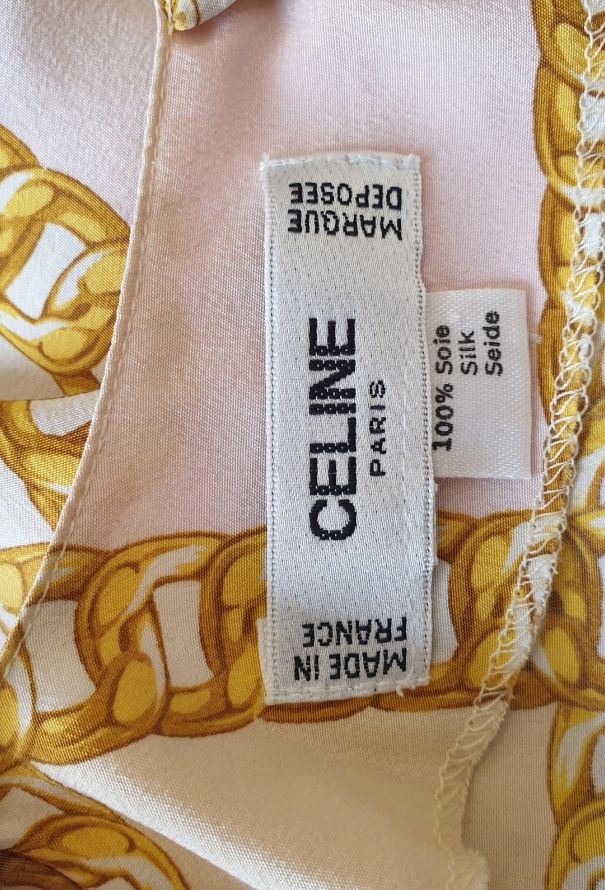 MARQUE
DEPOSEE
CELINE
PARIS
MADE IN
FRANCE
100% Soie
Silk
Seide